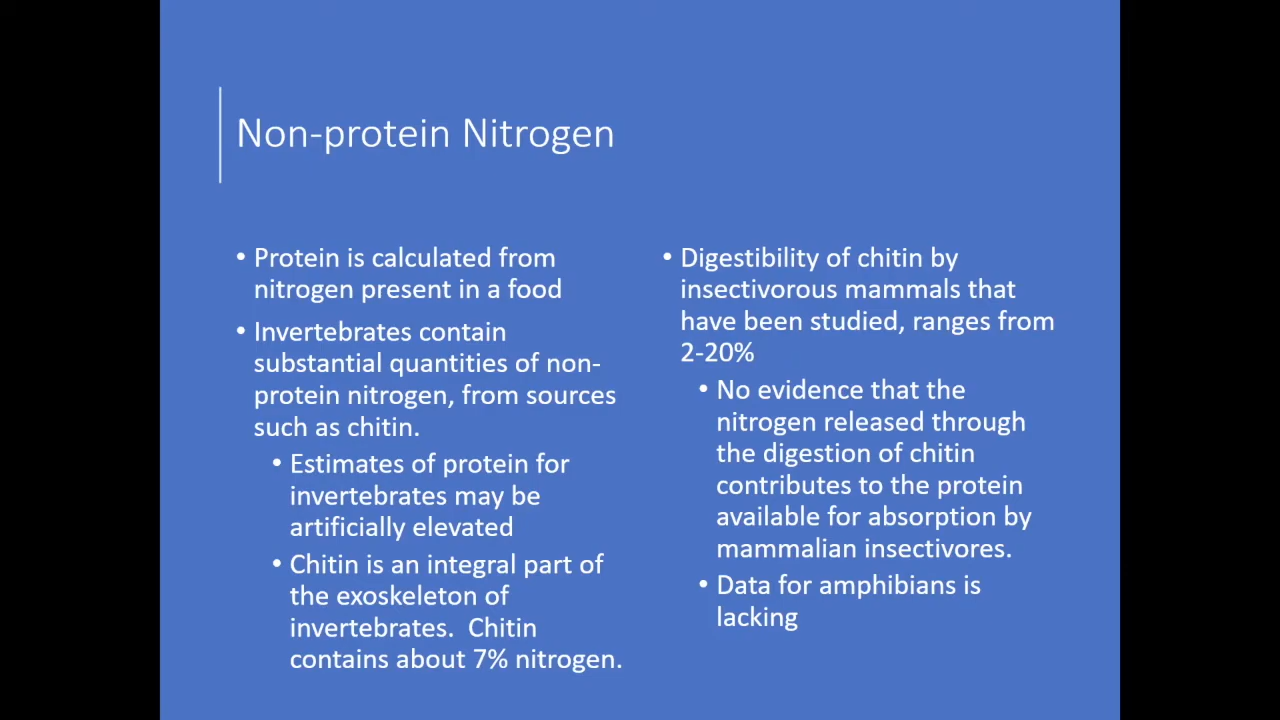 Non-protein Nitrogen
• Protein is calculated from
nitrogen present in a food
• Invertebrates contain
substantial quantities of non-
protein nitrogen, from sources
such as chitin.
• Estimates of protein for
invertebrates may be
artificially elevated
• Chitin is an integral part of
the exoskeleton of
invertebrates.  Chitin
contains about 7% nitrogen.
• Digestibility of chitin by
insectivorous mammals that
have been studied, ranges from
2-20%
• No evidence that the
nitrogen released through
the digestion of chitin
contributes to the protein
available for absorption by
mammalian insectivores.
• Data for amphibians is
lacking